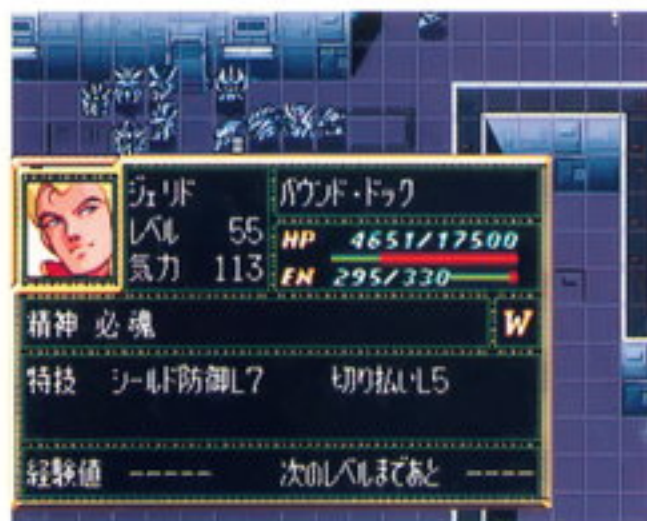 ジェリド
レベル 55
気力 113
バウンド・ドック
HP 4651/17500
EN 295/330
精神 必 魂
W
特技 シールド防御L7 切り払いL5
経験値 ----- 次のレベルまであと ----